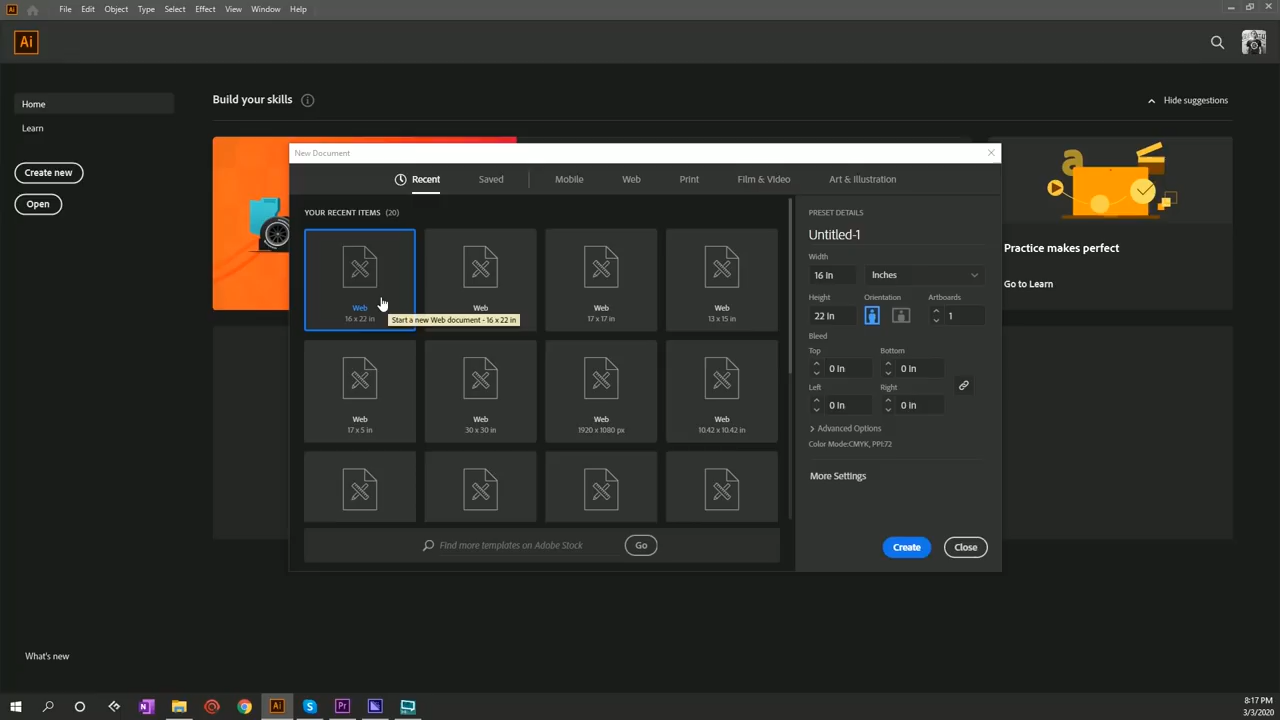 Ai
File Edit Object Type Select Effect View Window Help
Ai
Home
Learn
Create new
Open
What's new
Build your skills
Hide suggestions
Practice makes perfect
Go to Learn
New Document
Recent Saved Mobile Web Print Film & Video Art & Illustration
YOUR RECENT ITEMS (20)
Web Web Web Web
16 x 22 in 17 x 17 in 13 x 15 in
Start a new Web document - 16 x 22 in
Web Web Web Web
17 x 5 in 30 x 30 in 1920 x 1080 px 10.42 x 10.42 in
Find more templates on Adobe Stock
Go
PRESET DETAILS
Untitled-1
Width
16 in Inches
Height Orientation Artboards
22 in 1
Bleed
Top Bottom
0 in 0 in
Left Right
0 in 0 in
Advanced Options
Color Mode:CMYK, PPI:72
More Settings
Create Close
Ai Pr
8:17 PM
3/3/2020